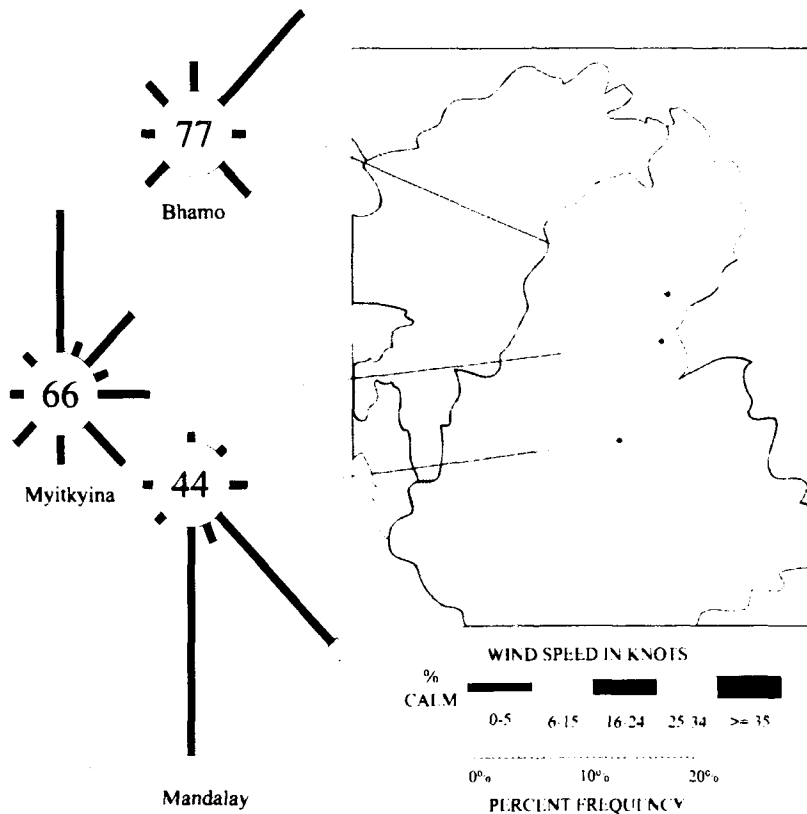 77
Bhamo
66
Myitkyina
44
Mandalay
WIND SPEED IN KNOTS
% CALM
0-5 6-15 16-24 25-34 >= 35
0% 10% 20%
PERCENT FREQUENCY